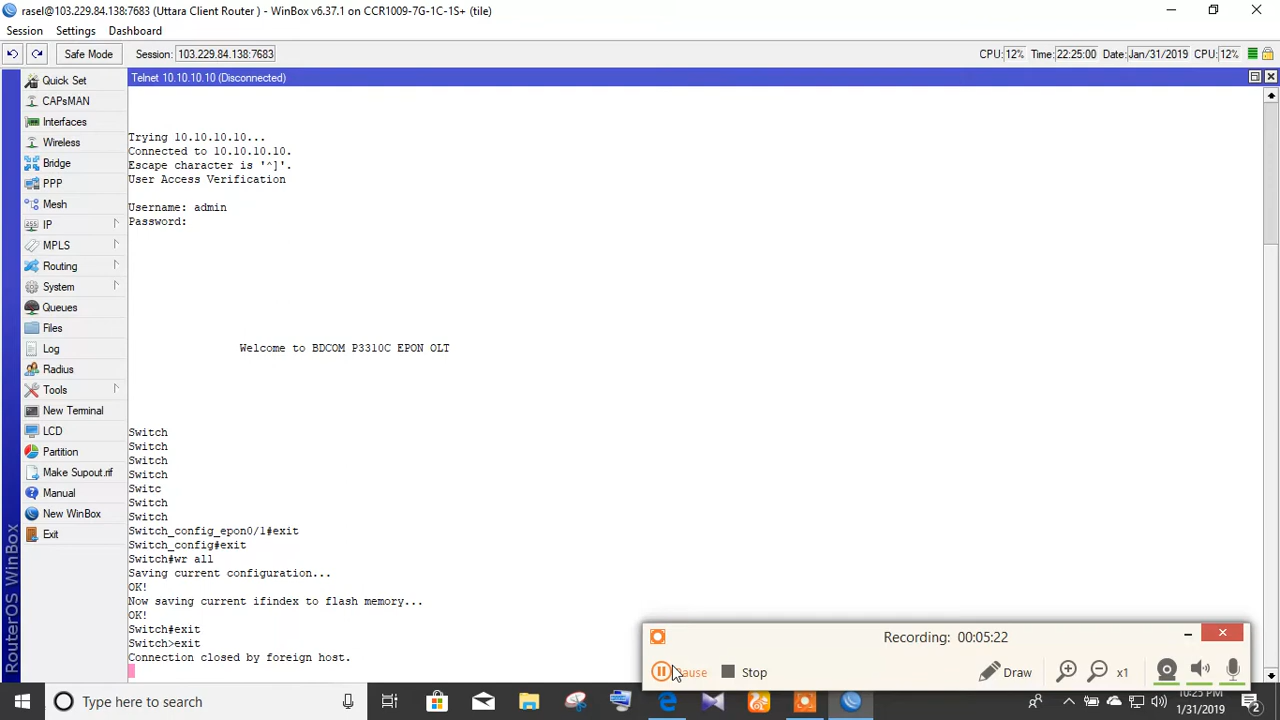 rasel@103.229.84.138:7683 (Uttara Client Router ) - WinBox v6.37.1 on CCR1009-7G-1C-1S+ (tile)
Session Settings Dashboard
Safe Mode Session: 103.229.84.138:7683 CPU: 12% Time: 22:25:00 Date: Jan/31/2019 CPU: 12%
Quick Set
CAPsMAN
Interfaces
Wireless
Bridge
PPP
Mesh
IP
MPLS
Routing
System
Queues
Files
Log
Radius
Tools
New Terminal
LCD
Partition
Make Supout.rif
Manual
New WinBox
Exit
RouterOS WinBox
Telnet 10.10.10.10 (Disconnected)
Trying 10.10.10.10...
Connected to 10.10.10.10.
Escape character is '^]'.
User Access Verification
Username: admin
Password:
Welcome to BDCOM P3310C EPON OLT
Switch
Switch
Switch
Switch
Switc
Switch
Switch
Switch_config_epon0/1#exit
Switch_config#exit
Switch#wr all
Saving current configuration...
OK!
Now saving current ifindex to flash memory...
OK!
Switch#exit
Switch>exit
Connection closed by foreign host.
Recording: 00:05:22
Stop Draw x1
Type here to search
10:25 PM
1/31/2019
2